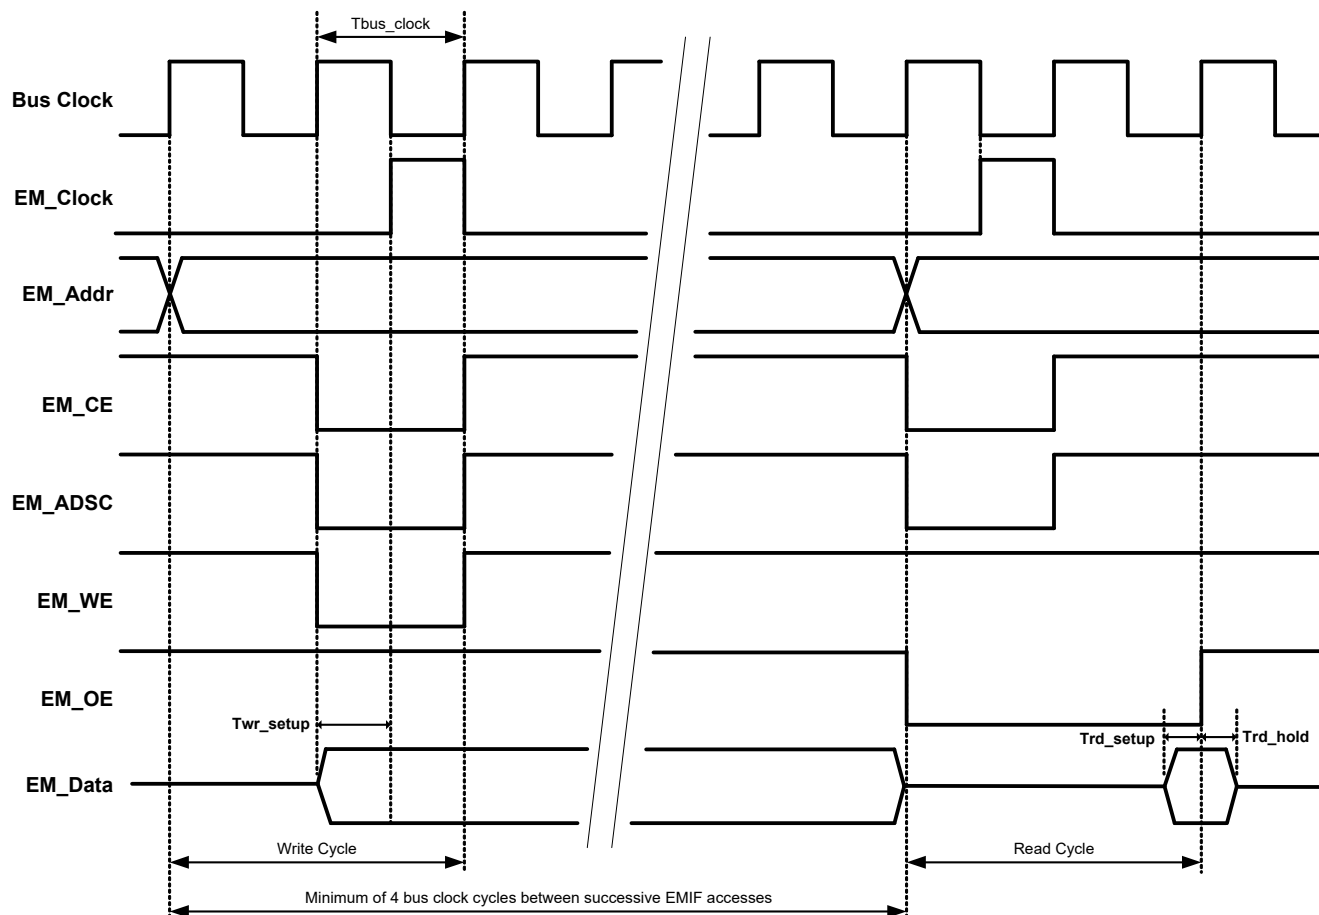 Tbus_clock
Bus Clock
EM_Clock
EM_Addr
EM_CE
EM_ADSC
EM_WE
EM_OE
Twr_setup
Trd_setup
Trd_hold
EM_Data
Write Cycle
Read Cycle
Minimum of 4 bus clock cycles between successive EMIF accesses